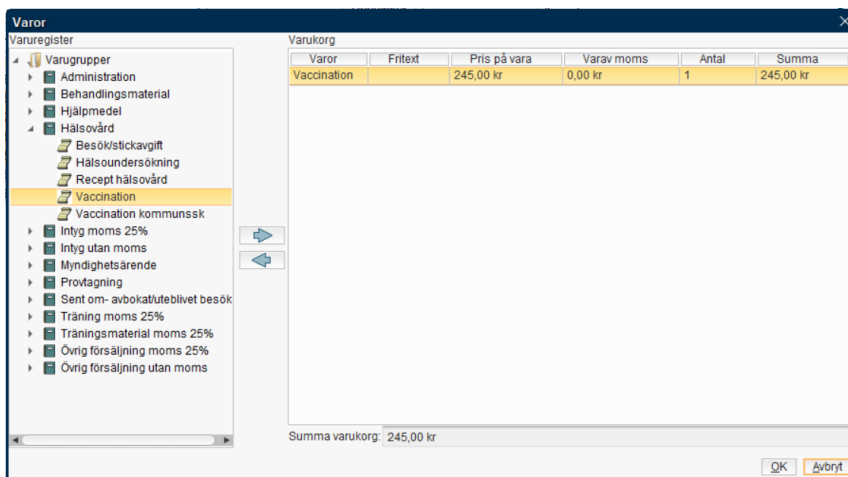 Varor
Varuregister
Varugrupper
Administration
Behandlingsmaterial
Hjälpmedel
Hälsovård
Besök/stickavgift
Hälsoundersökning
Recept hälsovård
Vaccination
Vaccination kommunssk
Intyg moms 25%
Intyg utan moms
Myndighetsärende
Provtagning
Sent om- avbokat/uteblivet besök
Träning moms 25%
Träningsmaterial moms 25%
Övrig försäljning moms 25%
Övrig försäljning utan moms
Varukorg
Varor Fritext Pris på vara Varav moms Antal Summa
Vaccination 245,00 kr 0,00 kr 1 245,00 kr
Summa varukorg: 245,00 kr
OK Avbryt